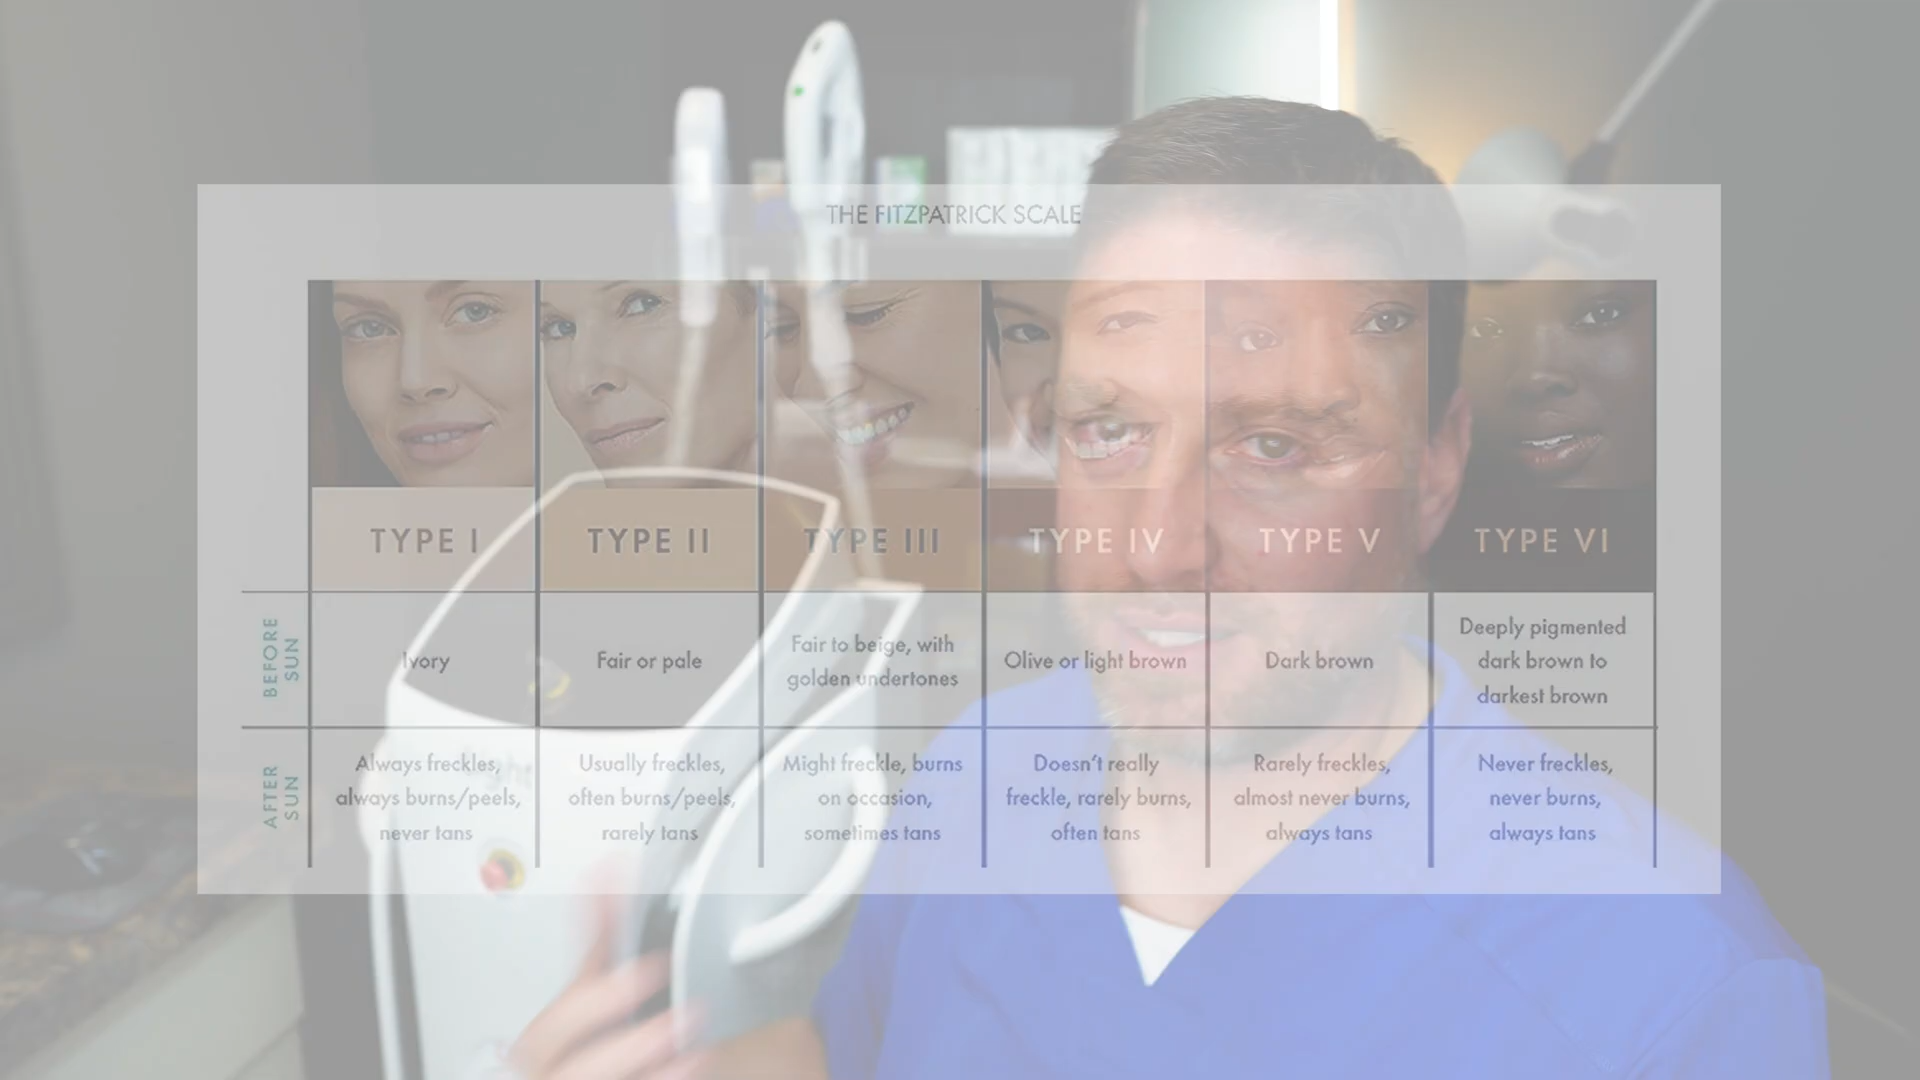 THE FITZPATRICK SCALE
TYPE I
TYPE II
TYPE III
TYPE IV
TYPE V
TYPE VI
BEFORE
SUN
Ivory
Fair or pale
Fair to beige, with
golden undertones
Olive or light brown
Dark brown
Deeply pigmented
dark brown to
darkest brown
AFTER
SUN
Always freckles,
always burns/peels,
never tans
Usually freckles,
often burns/peels,
rarely tans
Might freckle, burns
on occasion,
sometimes tans
Doesn't really
freckle, rarely burns,
often tans
Rarely freckles,
almost never burns,
always tans
Never freckles,
never burns,
always tans